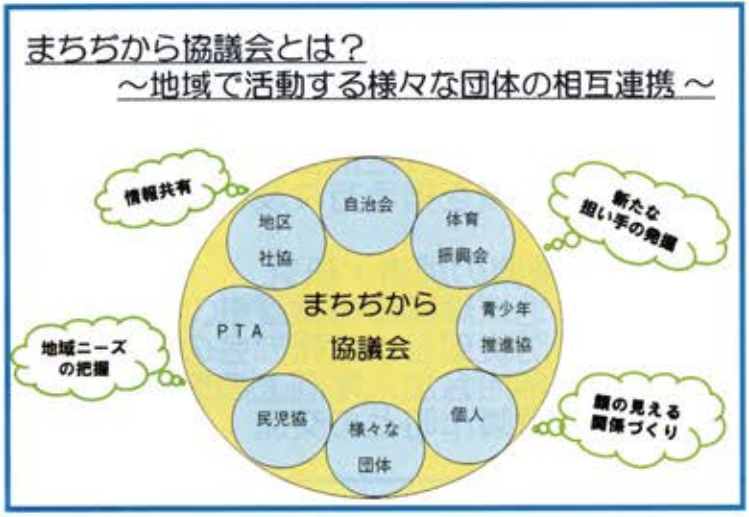 まちぢから協議会とは？
～地域で活動する様々な団体の相互連携～
情報共有
新たな
担い手の発掘
地域ニーズ
の把握
顔の見える
関係づくり
自治会
体育
振興会
青少年
推進協
個人
様々な
団体
民児協
PTA
地区
社協
まちぢから
協議会